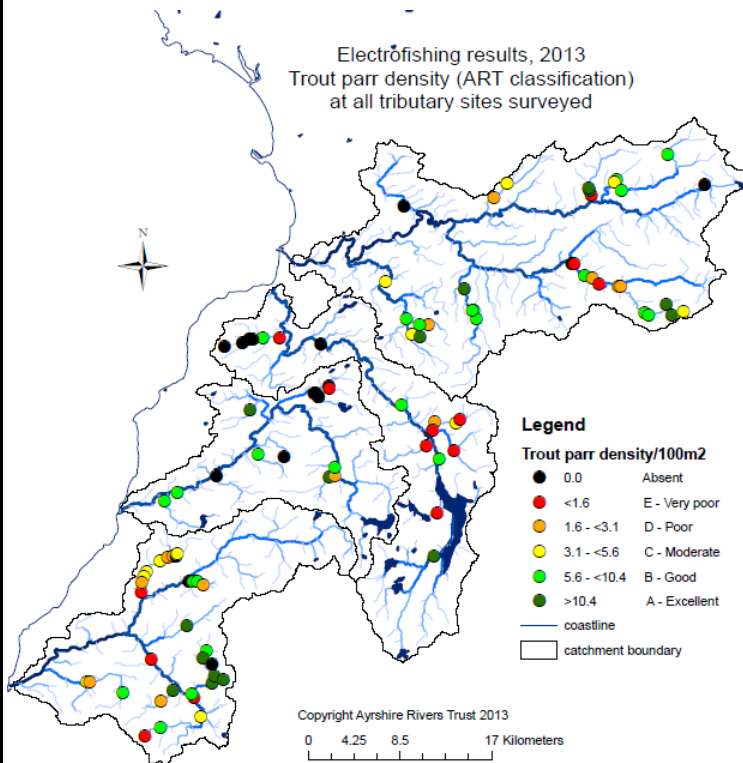 Electrofishing results, 2013
Trout parr density (ART classification)
at all tributary sites surveyed
N
Legend
Trout parr density/100m2
0.0 Absent
<1.6 E - Very poor
1.6 - <3.1 D - Poor
3.1 - <5.6 C - Moderate
5.6 - <10.4 B - Good
>10.4 A - Excellent
coastline
catchment boundary
Copyright Ayrshire Rivers Trust 2013
0 4.25 8.5 17 Kilometers